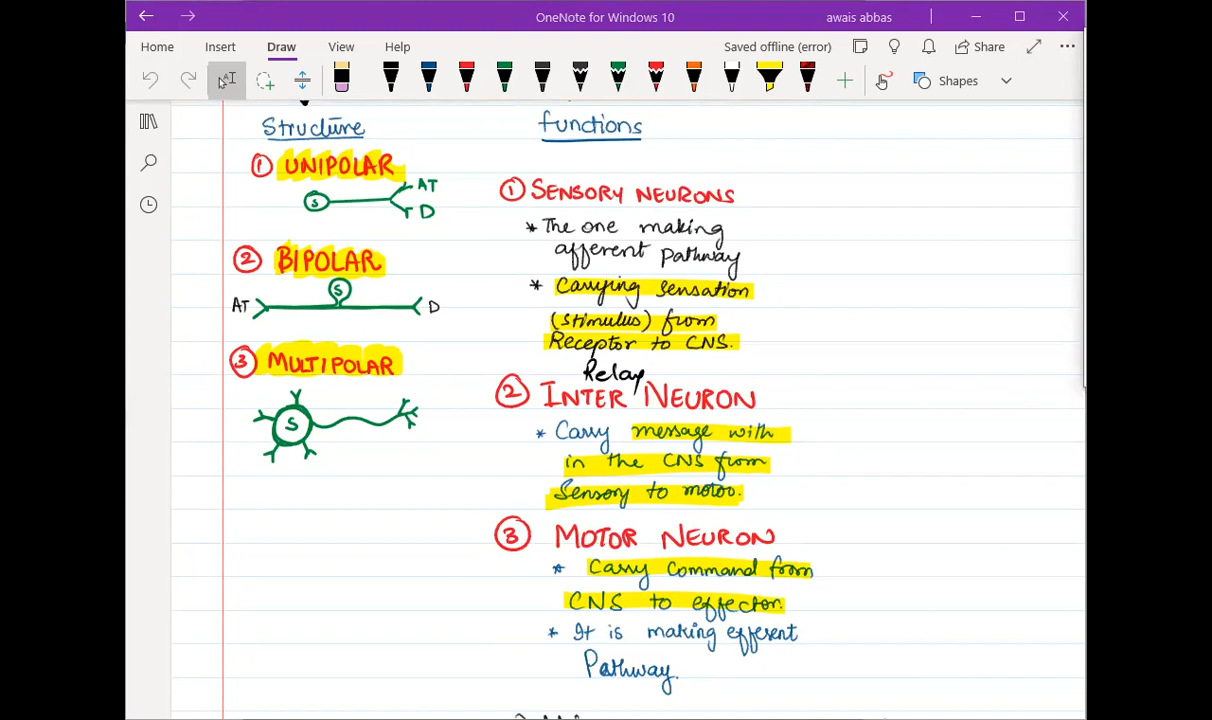 OneNote for Windows 10
awais abbas
Home
Insert
Draw
View
Help
Saved offline (error)
Share
Shapes
Structure
functions
① UNIPOLAR
S
AT
D
② BIPOLAR
S
AT
D
③ MULTIPOLAR
S
① SENSORY NEURONS
* The one making
afferent Pathway
* Carrying sensation
(stimulus) from
Receptor to CNS.
Relay
② INTER NEURON
* Carry message with
in the CNS from
Sensory to motor.
③ MOTOR NEURON
* Carry Command from
CNS to effector.
* It is making efferent
Pathway.